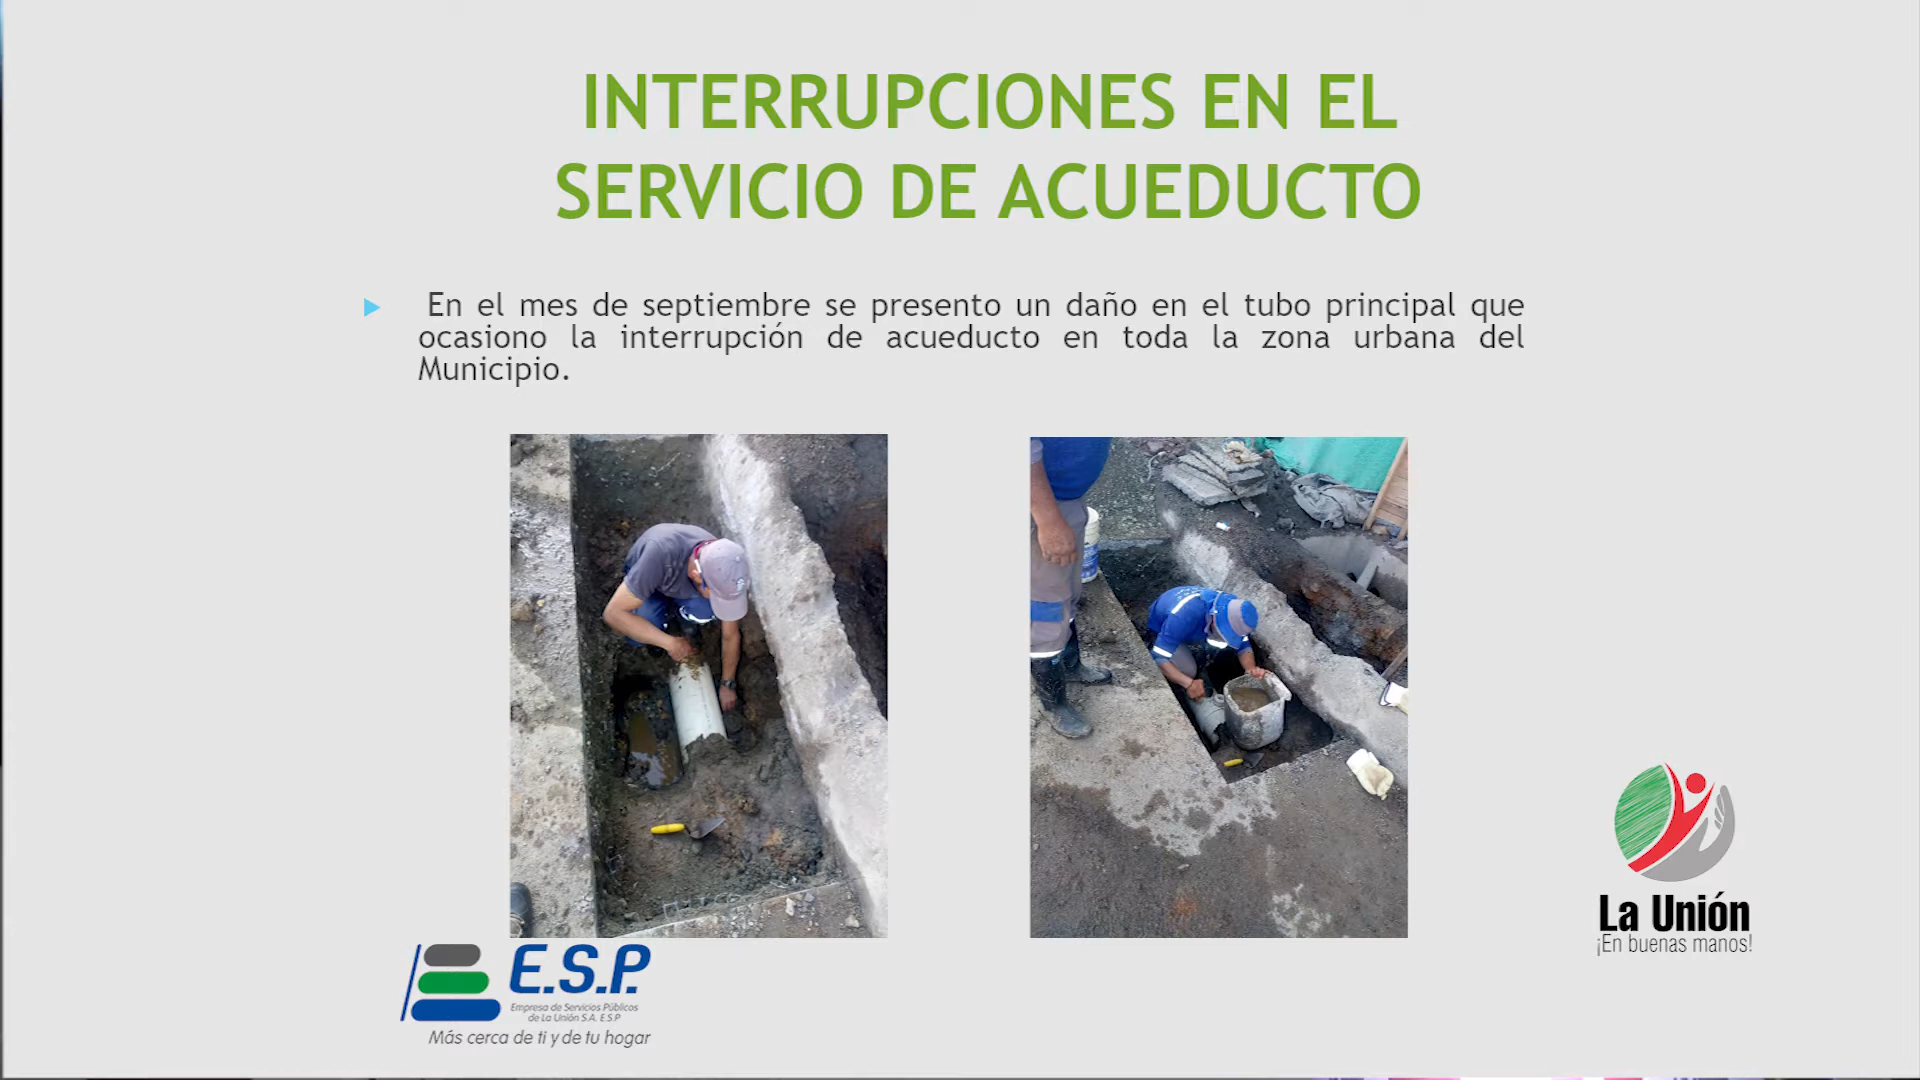 INTERRUPCIONES EN EL
SERVICIO DE ACUEDUCTO
En el mes de septiembre se presento un daño en el tubo principal que
ocasiono la interrupción de acueducto en toda la zona urbana del
Municipio.
La Unión
¡En buenas manos!
E.S.P.
Empresa de Servicios Públicos
de La Unión S.A. E.S.P
Más cerca de ti y de tu hogar